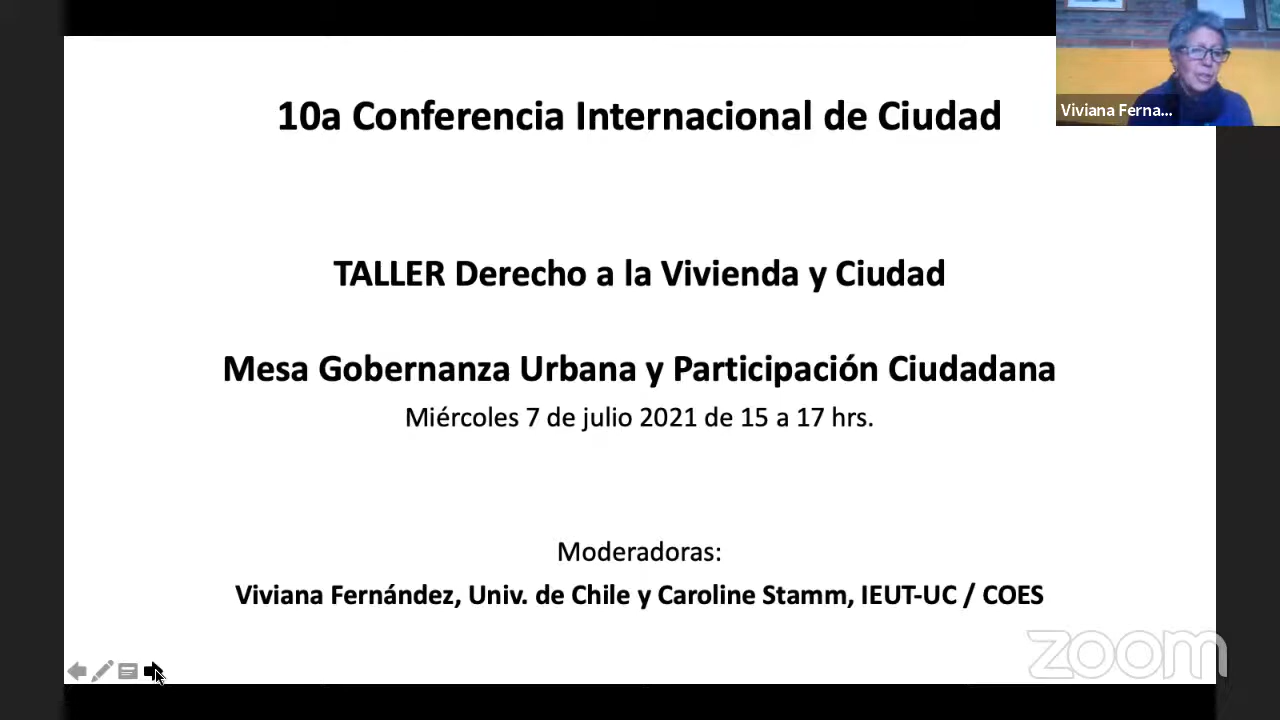 10a Conferencia Internacional de Ciudad
Viviana Ferna...
TALLER Derecho a la Vivienda y Ciudad
Mesa Gobernanza Urbana y Participación Ciudadana
Miércoles 7 de julio 2021 de 15 a 17 hrs.
Moderadoras:
Viviana Fernández, Univ. de Chile y Caroline Stamm, IEUT-UC / COES
zoom